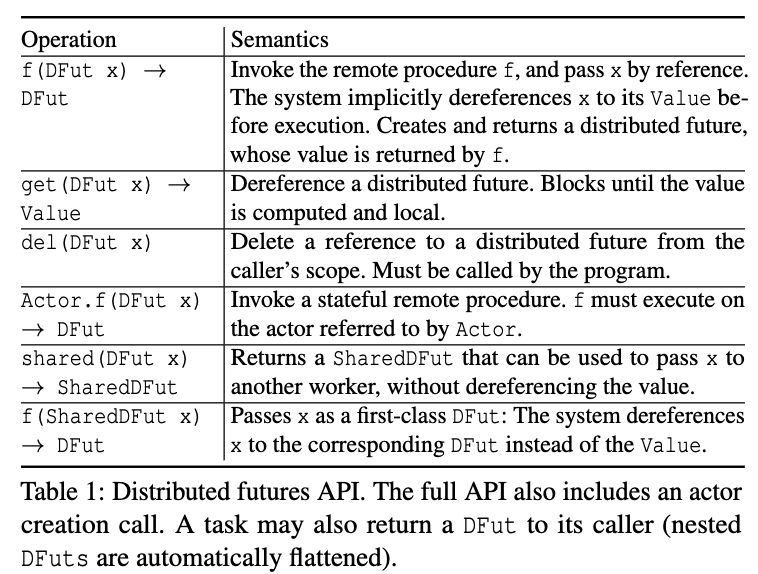 Operation Semantics
f(DFut x) → Invoke the remote procedure f, and pass x by reference.
DFut The system implicitly dereferences x to its Value be-
fore execution. Creates and returns a distributed future,
whose value is returned by f.
get(DFut x) → Dereference a distributed future. Blocks until the value
Value is computed and local.
del(DFut x) Delete a reference to a distributed future from the
caller's scope. Must be called by the program.
Actor.f(DFut x) Invoke a stateful remote procedure. f must execute on
→ DFut the actor referred to by Actor.
shared(DFut x) Returns a SharedDFut that can be used to pass x to
→ SharedDFut another worker, without dereferencing the value.
f(SharedDFut x) Passes x as a first-class DFut: The system dereferences
→ DFut x to the corresponding DFut instead of the Value.
Table 1: Distributed futures API. The full API also includes an actor
creation call. A task may also return a DFut to its caller (nested
DFuts are automatically flattened).